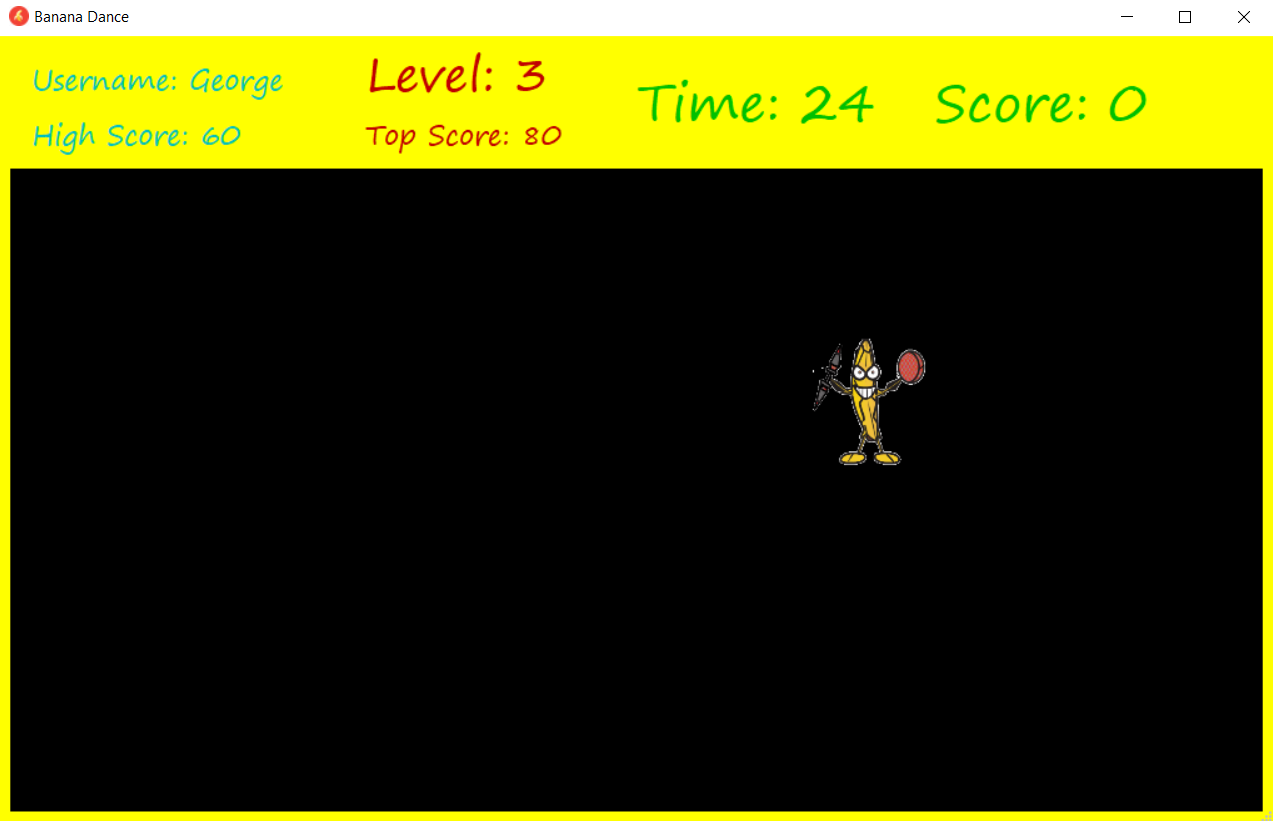 Banana Dance
Username: George
High Score: 60
Level: 3
Top Score: 80
Time: 24
Score: 0